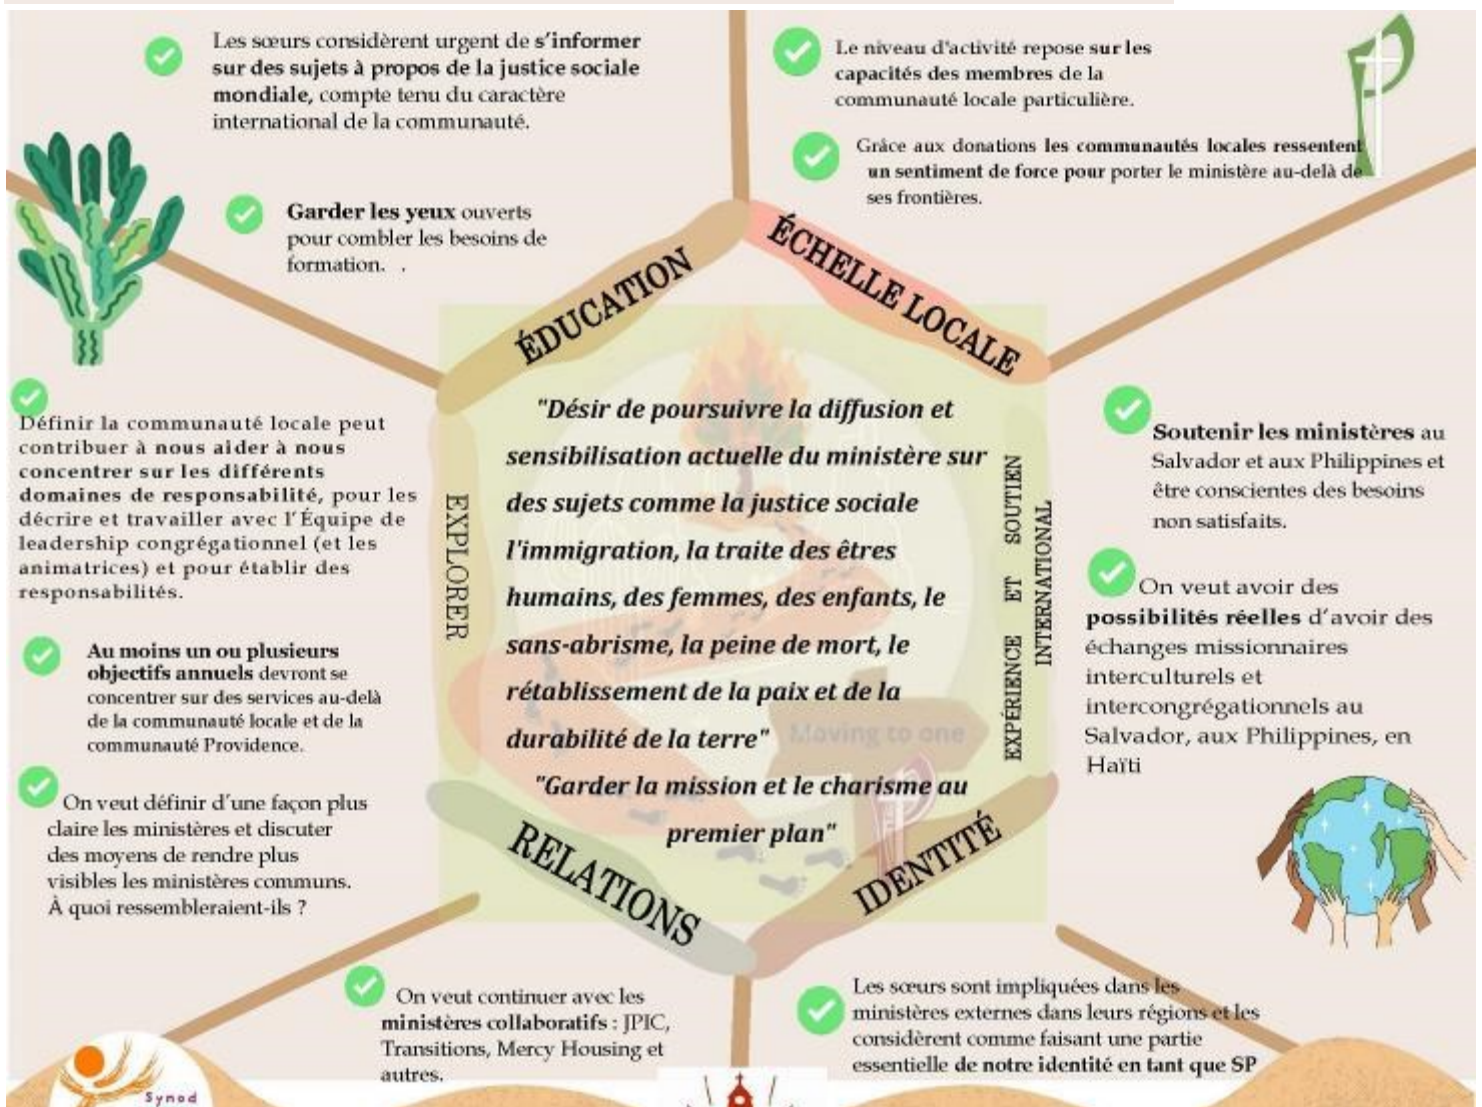 Les sœurs considèrent urgent de s'informer
sur des sujets à propos de la justice sociale
mondiale, compte tenu du caractère
international de la communauté.
Garder les yeux ouverts
pour combler les besoins de
formation. .
Le niveau d'activité repose sur les
capacités des membres de la
communauté locale particulière.
Grâce aux donations les communautés locales ressentent
un sentiment de force pour porter le ministère au-delà de
ses frontières.
ÉDUCATION
ÉCHELLE LOCALE
Définir la communauté locale peut
contribuer à nous aider à nous
concentrer sur les différents
domaines de responsabilité, pour les
décrire et travailler avec l'Équipe de
leadership congrégationnel (et les
animatrices) et pour établir des
responsabilités.
Au moins un ou plusieurs
objectifs annuels devront se
concentrer sur des services au-delà
de la communauté locale et de la
communauté Providence.
On veut définir d'une façon plus
claire les ministères et discuter
des moyens de rendre plus
visibles les ministères communs.
À quoi ressembleraient-ils ?
EXPLORER
"Désir de poursuivre la diffusion et
sensibilisation actuelle du ministère sur
des sujets comme la justice sociale
l'immigration, la traite des êtres
humains, des femmes, des enfants, le
sans-abrisme, la peine de mort, le
rétablissement de la paix et de la
durabilité de la terre"
Moving to one
"Garder la mission et le charisme au
premier plan"
EXPÉRIENCE ET SOUTIEN
INTERNATIONAL
Soutenir les ministères au
Salvador et aux Philippines et
être conscientes des besoins
non satisfaits.
On veut avoir des
possibilités réelles d'avoir des
échanges missionnaires
interculturels et
intercongrégationnels au
Salvador, aux Philippines, en
Haïti
RELATIONS
IDENTITÉ
On veut continuer avec les
ministères collaboratifs : JPIC,
Transitions, Mercy Housing et
autres.
Les sœurs sont impliquées dans les
ministères externes dans leurs régions et les
considèrent comme faisant une partie
essentielle de notre identité en tant que SP
Synod